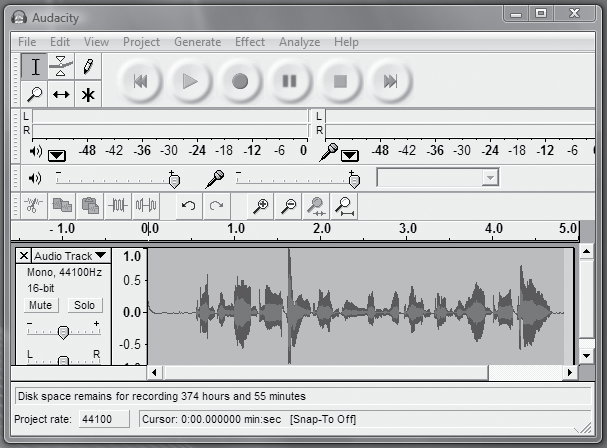 Audacity
File Edit View Project Generate Effect Analyze Help
L
R
-48 -42 -36 -30 -24 -18 -12 -6 0
L
R
-48 -42 -36 -30 -24 -18 -12 -6 0
- +
- +
- 1.0 0.0 1.0 2.0 3.0 4.0 5.0
Audio Track
Mono, 44100Hz
16-bit
Mute Solo
- +
L R
1.0
0.5
0.0
-0.5
Disk space remains for recording 374 hours and 55 minutes
Project rate: 44100 Cursor: 0:00.000000 min:sec [Snap-To Off]